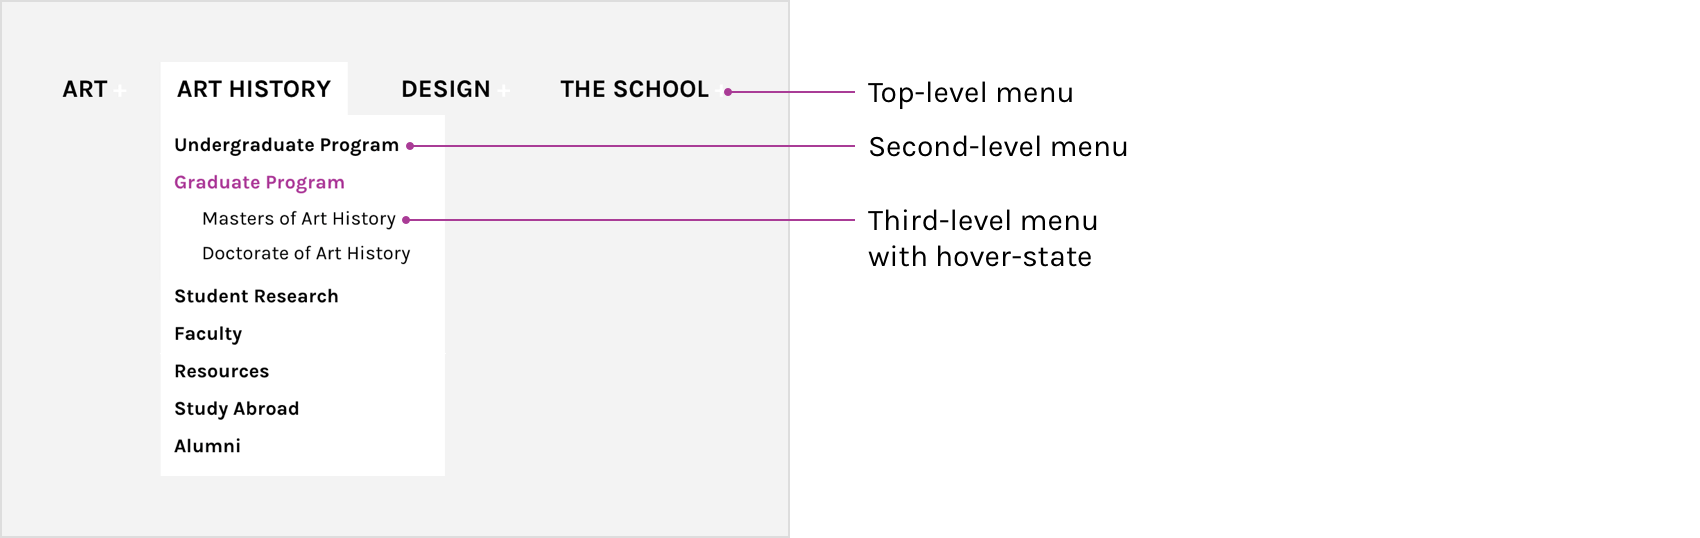 ART + ART HISTORY DESIGN + THE SCHOOL +
Top-level menu
Undergraduate Program
Second-level menu
Graduate Program
Masters of Art History
Third-level menu
with hover-state
Doctorate of Art History
Student Research
Faculty
Resources
Study Abroad
Alumni